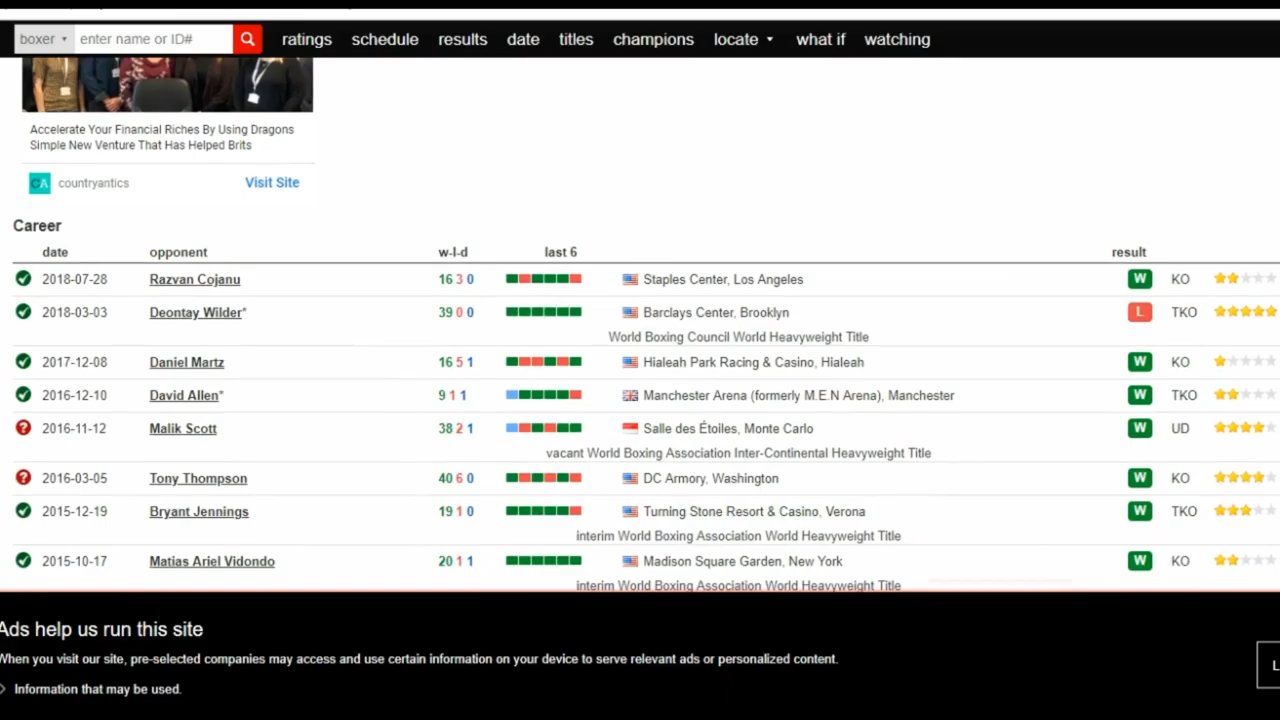 boxer enter name or ID# ratings schedule results date titles champions locate what if watching
Accelerate Your Financial Riches By Using Dragons
Simple New Venture That Has Helped Brits
CA countryantics Visit Site
Career
date opponent w-l-d last 6 result
2018-07-28 Razvan Cojanu 16 3 0 Staples Center, Los Angeles W KO
2018-03-03 Deontay Wilder* 39 0 0 Barclays Center, Brooklyn L TKO
World Boxing Council World Heavyweight Title
2017-12-08 Daniel Martz 16 5 1 Hialeah Park Racing & Casino, Hialeah W KO
2016-12-10 David Allen* 9 1 1 Manchester Arena (formerly M.E.N Arena), Manchester W TKO
2016-11-12 Malik Scott 38 2 1 Salle des Étoiles, Monte Carlo W UD
vacant World Boxing Association Inter-Continental Heavyweight Title
2016-03-05 Tony Thompson 40 6 0 DC Armory, Washington W KO
2015-12-19 Bryant Jennings 19 1 0 Turning Stone Resort & Casino, Verona W TKO
interim World Boxing Association World Heavyweight Title
2015-10-17 Matias Ariel Vidondo 20 1 1 Madison Square Garden, New York W KO
interim World Boxing Association World Heavyweight Title
Ads help us run this site
When you visit our site, pre-selected companies may access and use certain information on your device to serve relevant ads or personalized content.
Information that may be used.
L